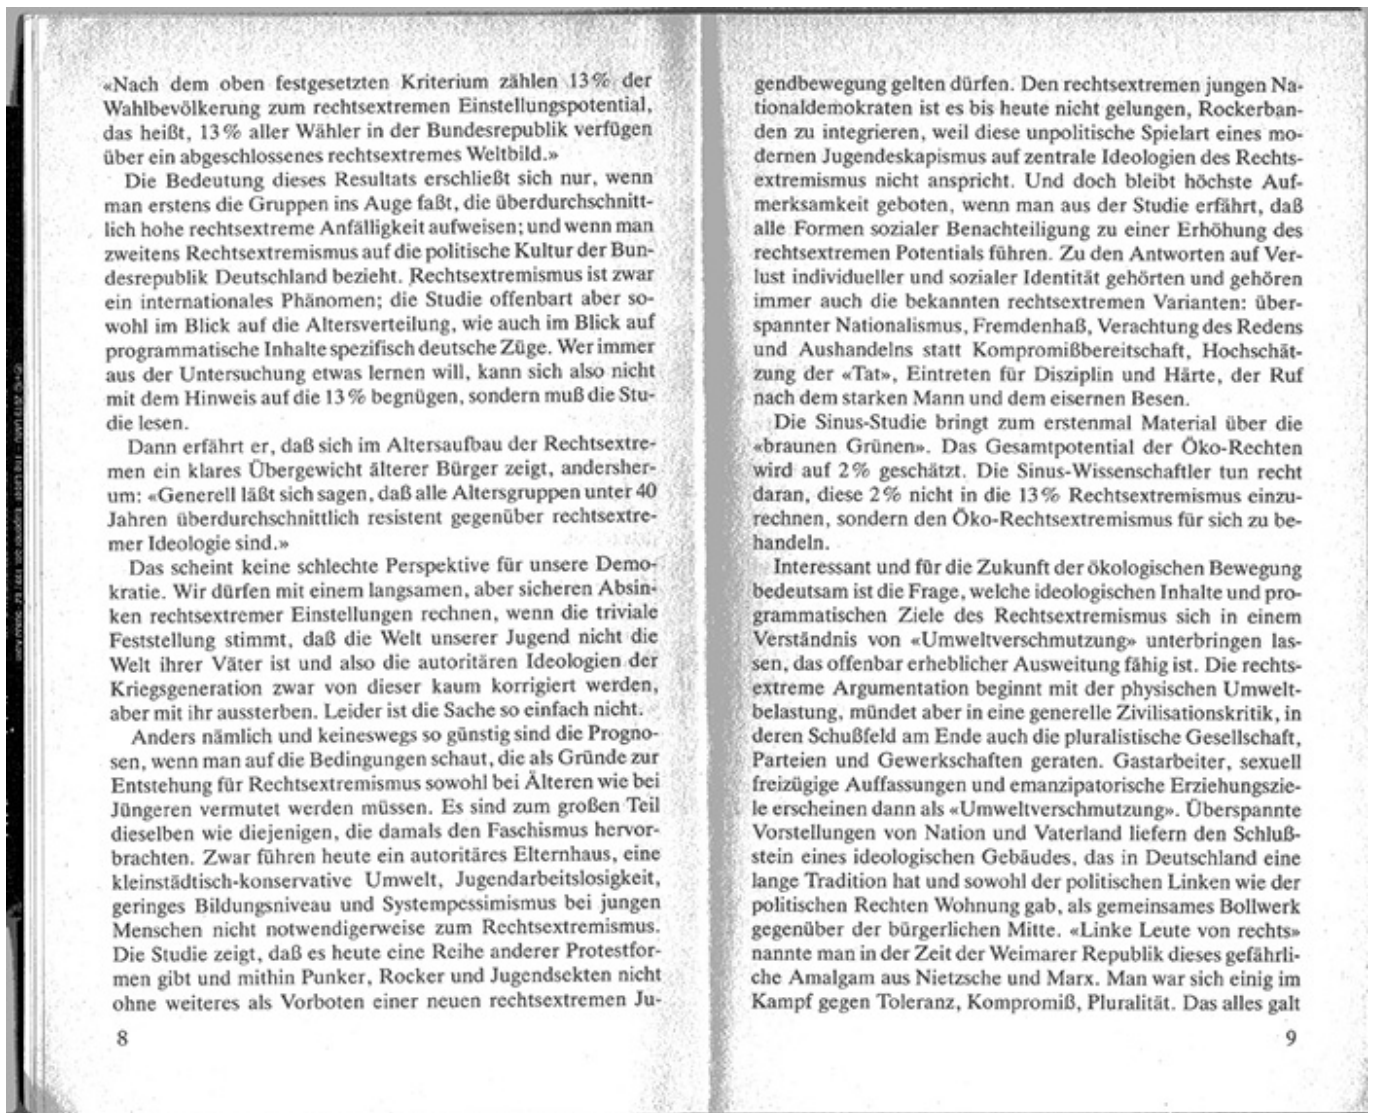 «Nach dem oben festgesetzten Kriterium zählen 13% der
Wahlbevölkerung zum rechtsextremen Einstellungspotential,
das heißt, 13% aller Wähler in der Bundesrepublik verfügen
über ein abgeschlossenes rechtsextremes Weltbild.»
Die Bedeutung dieses Resultats erschließt sich nur, wenn
man erstens die Gruppen ins Auge faßt, die überdurchschnitt-
lich hohe rechtsextreme Anfälligkeit aufweisen; und wenn man
zweitens Rechtsextremismus auf die politische Kultur der Bun-
desrepublik Deutschland bezieht. Rechtsextremismus ist zwar
ein internationales Phänomen; die Studie offenbart aber so-
wohl im Blick auf die Altersverteilung, wie auch im Blick auf
programmatische Inhalte spezifisch deutsche Züge. Wer immer
aus der Untersuchung etwas lernen will, kann sich also nicht
mit dem Hinweis auf die 13% begnügen, sondern muß die Stu-
die lesen.
Dann erfährt er, daß sich im Altersaufbau der Rechtsextre-
men ein klares Übergewicht älterer Bürger zeigt, andersher-
um: «Generell läßt sich sagen, daß alle Altersgruppen unter 40
Jahren überdurchschnittlich resistent gegenüber rechtsextre-
mer Ideologie sind.»
Das scheint keine schlechte Perspektive für unsere Demo-
kratie. Wir dürfen mit einem langsamen, aber sicheren Absin-
ken rechtsextremer Einstellungen rechnen, wenn die triviale
Feststellung stimmt, daß die Welt unserer Jugend nicht die
Welt ihrer Väter ist und also die autoritären Ideologien der
Kriegsgeneration zwar von dieser kaum korrigiert werden,
aber mit ihr aussterben. Leider ist die Sache so einfach nicht.
Anders nämlich und keineswegs so günstig sind die Progno-
sen, wenn man auf die Bedingungen schaut, die als Gründe zur
Entstehung für Rechtsextremismus sowohl bei Älteren wie bei
Jüngeren vermutet werden müssen. Es sind zum großen Teil
dieselben wie diejenigen, die damals den Faschismus hervor-
brachten. Zwar führen heute ein autoritäres Elternhaus, eine
kleinstädtisch-konservative Umwelt, Jugendarbeitslosigkeit,
geringes Bildungsniveau und Systempessimismus bei jungen
Menschen nicht notwendigerweise zum Rechtsextremismus.
Die Studie zeigt, daß es heute eine Reihe anderer Protestfor-
men gibt und mithin Punker, Rocker und Jugendsekten nicht
ohne weiteres als Vorboten einer neuen rechtsextremen Ju-
8
gendbewegung gelten dürfen. Den rechtsextremen jungen Na-
tionaldemokraten ist es bis heute nicht gelungen, Rockerban-
den zu integrieren, weil diese unpolitische Spielart eines mo-
dernen Jugendeskapismus auf zentrale Ideologien des Rechts-
extremismus nicht anspricht. Und doch bleibt höchste Auf-
merksamkeit geboten, wenn man aus der Studie erfährt, daß
alle Formen sozialer Benachteiligung zu einer Erhöhung des
rechtsextremen Potentials führen. Zu den Antworten auf Ver-
lust individueller und sozialer Identität gehörten und gehören
immer auch die bekannten rechtsextremen Varianten: über-
spannter Nationalismus, Fremdenhaß, Verachtung des Redens
und Aushandelns statt Kompromißbereitschaft, Hochschät-
zung der «Tat», Eintreten für Disziplin und Härte, der Ruf
nach dem starken Mann und dem eisernen Besen.
Die Sinus-Studie bringt zum erstenmal Material über die
«braunen Grünen». Das Gesamtpotential der Öko-Rechten
wird auf 2% geschätzt. Die Sinus-Wissenschaftler tun recht
daran, diese 2% nicht in die 13% Rechtsextremismus einzu-
rechnen, sondern den Öko-Rechtsextremismus für sich zu be-
handeln.
Interessant und für die Zukunft der ökologischen Bewegung
bedeutsam ist die Frage, welche ideologischen Inhalte und pro-
grammatischen Ziele des Rechtsextremismus sich in einem
Verständnis von «Umweltverschmutzung» unterbringen las-
sen, das offenbar erheblicher Ausweitung fähig ist. Die rechts-
extreme Argumentation beginnt mit der physischen Umwelt-
belastung, mündet aber in eine generelle Zivilisationskritik, in
deren Schußfeld am Ende auch die pluralistische Gesellschaft,
Parteien und Gewerkschaften geraten. Gastarbeiter, sexuell
freizügige Auffassungen und emanzipatorische Erziehungszie-
le erscheinen dann als «Umweltverschmutzung». Überspannte
Vorstellungen von Nation und Vaterland liefern den Schluß-
stein eines ideologischen Gebäudes, das in Deutschland eine
lange Tradition hat und sowohl der politischen Linken wie der
politischen Rechten Wohnung gab, als gemeinsames Bollwerk
gegenüber der bürgerlichen Mitte. «Linke Leute von rechts»
nannte man in der Zeit der Weimarer Republik dieses gefährli-
che Amalgam aus Nietzsche und Marx. Man war sich einig im
Kampf gegen Toleranz, Kompromiß, Pluralität. Das alles galt
9